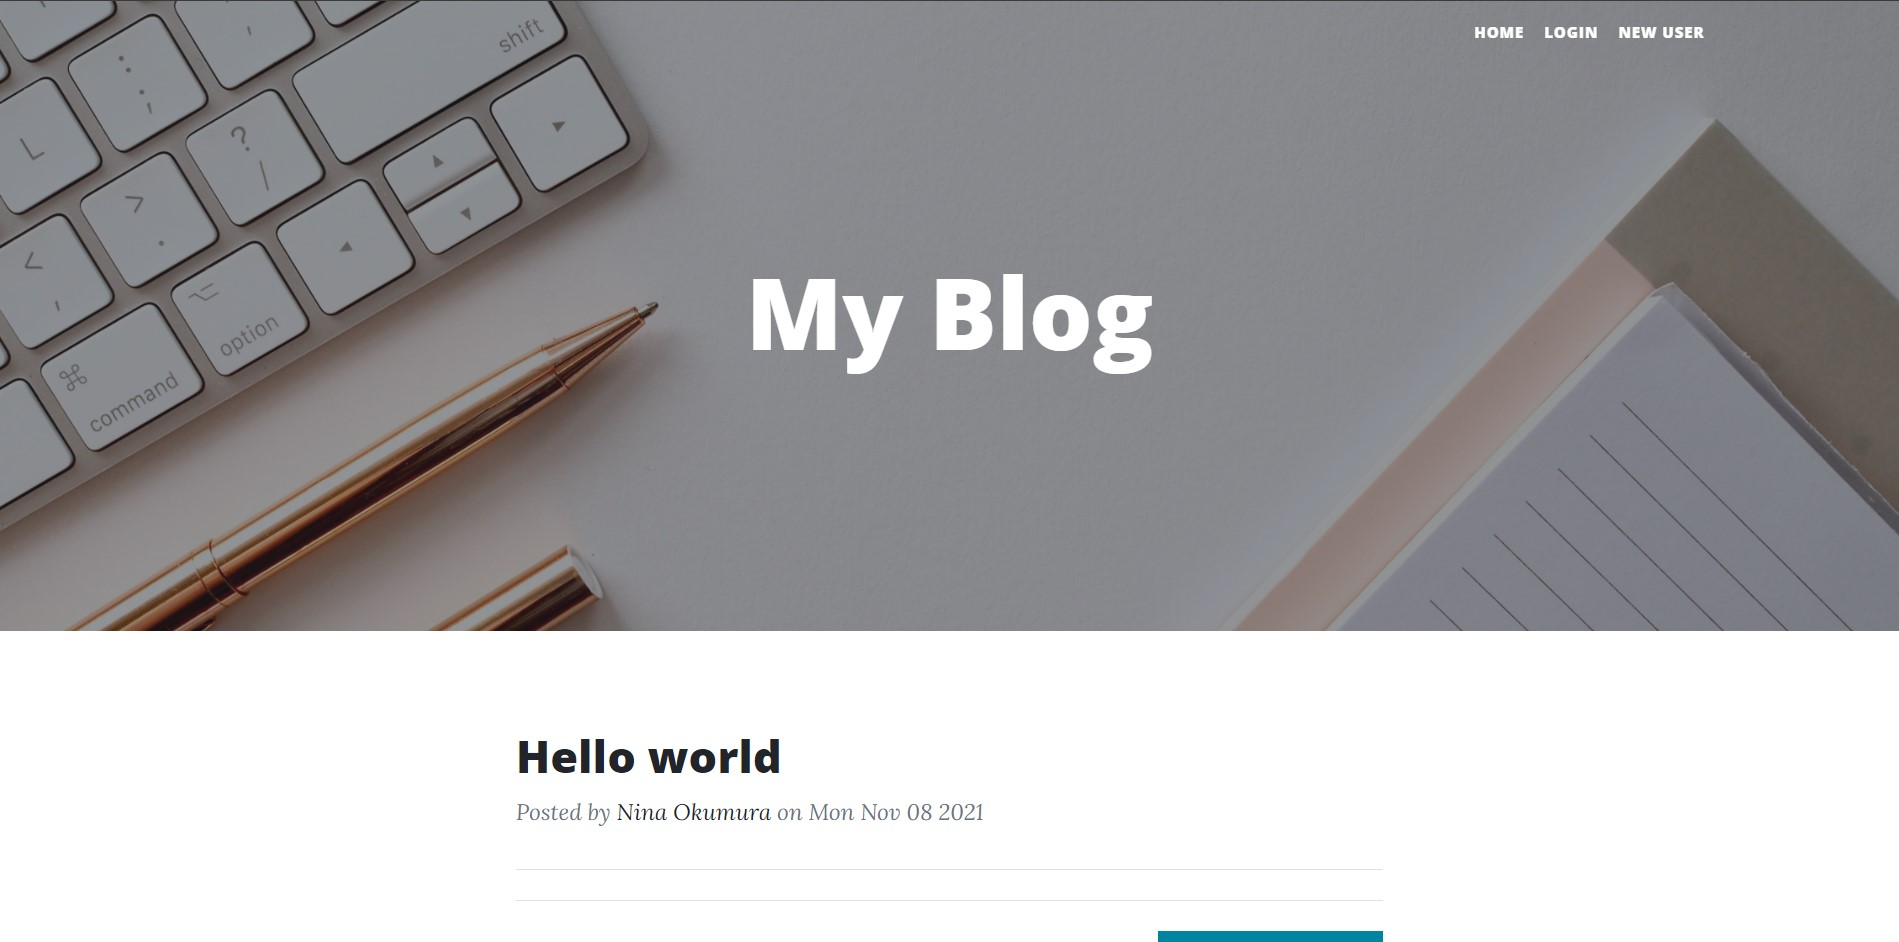 HOME LOGIN NEW USER
shift
L
?
/
>
.
<
,
option
command
My Blog
Hello world
Posted by Nina Okumura on Mon Nov 08 2021